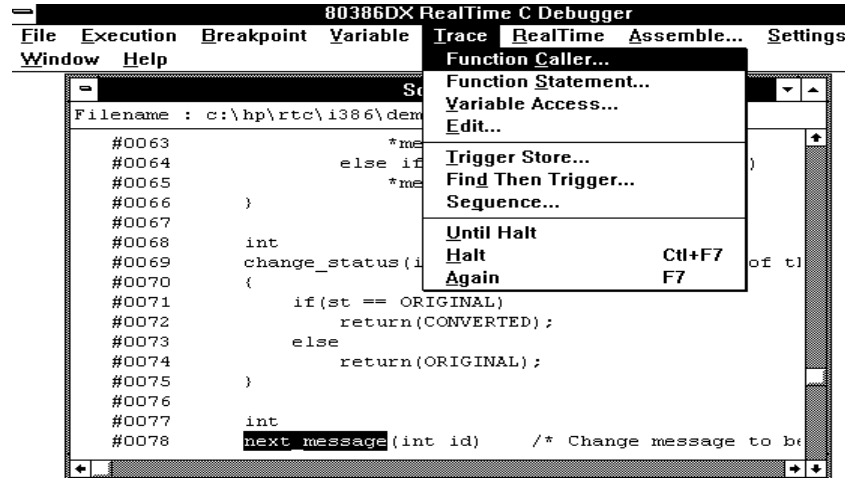 80386DX RealTime C Debugger
File Execution Breakpoint Variable Trace RealTime Assemble... Settings
Window Help
Function Caller...
Function Statement...
Variable Access...
Edit...
Trigger Store...
Find Then Trigger...
Sequence...
Until Halt
Halt Ctl+F7
Again F7
Filename : c:\hp\rtc\i386\dem
#0063 *me
#0064 else if )
#0065 *me
#0066 }
#0067
#0068 int
#0069 change_status(i of tl
#0070 {
#0071 if(st == ORIGINAL)
#0072 return(CONVERTED);
#0073 else
#0074 return(ORIGINAL);
#0075 }
#0076
#0077 int
#0078 next_message(int id) /* Change message to be